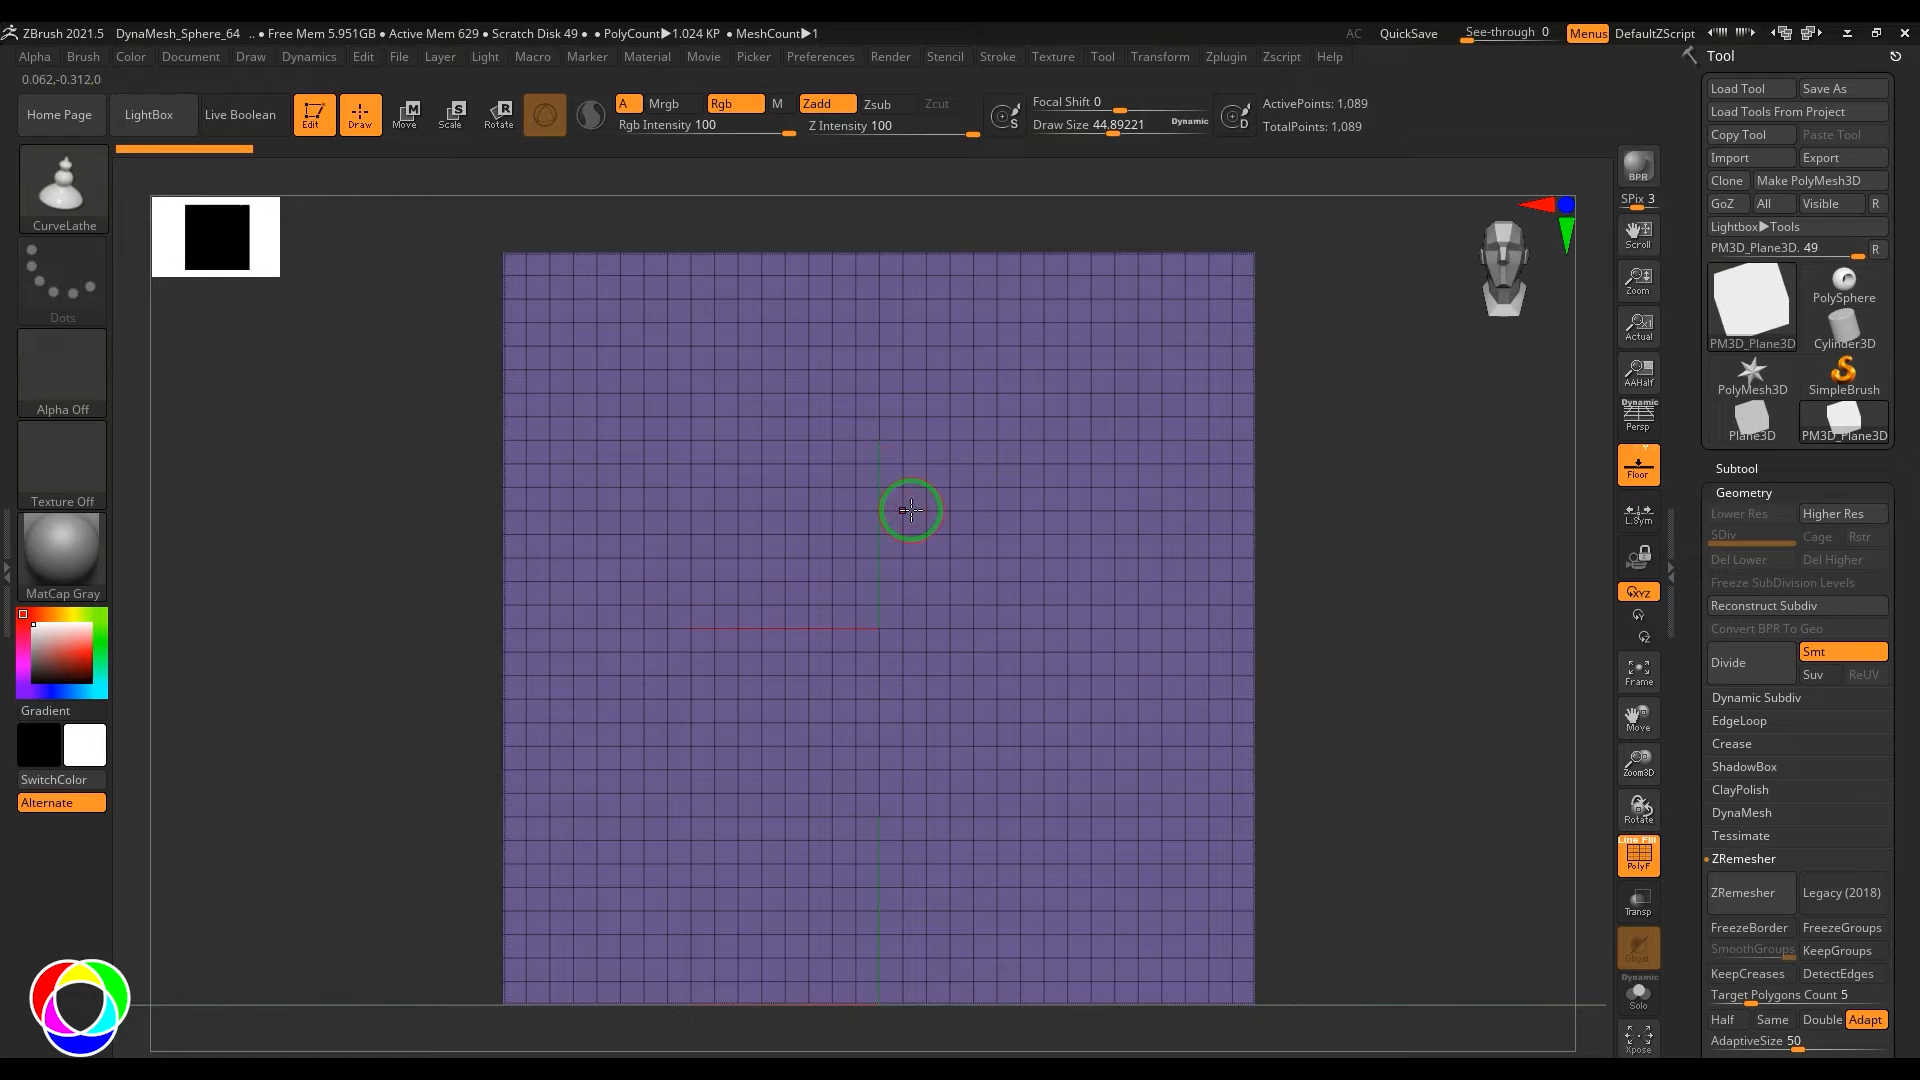 ZBrush 2021.5 DynaMesh_Sphere_64 .. ● Free Mem 5.951GB ● Active Mem 629 ● Scratch Disk 49 ● ● PolyCount▶1.024 KP ● MeshCount▶1 AC QuickSave See-through 0 Menus DefaultZScript
Alpha Brush Color Document Draw Dynamics Edit File Layer Light Macro Marker Material Movie Picker Preferences Render Stencil Stroke Texture Tool Transform Zplugin Zscript Help
0.062,-0.312,0
Home Page LightBox Live Boolean
Edit Draw Move Scale Rotate
A Mrgb Rgb M Zadd Zsub Zcut
Rgb Intensity 100 Z Intensity 100
S
Focal Shift 0
Draw Size 44.89221 Dynamic
D
ActivePoints: 1,089
TotalPoints: 1,089
CurveLathe
Dots
Alpha Off
Texture Off
MatCap Gray
Gradient
SwitchColor
Alternate
BPR
SPix 3
Scroll
Zoom
Actual
AAHalf
Dynamic
Persp
Floor
L.Sym
XYZ
Y
Z
Frame
Move
Zoom3D
Rotate
Line Fill
PolyF
Transp
Ghost
Dynamic
Solo
Xpose
Tool
Load Tool Save As
Load Tools From Project
Copy Tool Paste Tool
Import Export
Clone Make PolyMesh3D
GoZ All Visible R
Lightbox▶Tools
PM3D_Plane3D. 49 R
PM3D_Plane3D
PolySphere
Cylinder3D
PolyMesh3D SimpleBrush
Plane3D PM3D_Plane3D
Subtool
Geometry
Lower Res Higher Res
SDiv Cage Rstr
Del Lower Del Higher
Freeze SubDivision Levels
Reconstruct Subdiv
Convert BPR To Geo
Divide Smt
Suv ReUV
Dynamic Subdiv
EdgeLoop
Crease
ShadowBox
ClayPolish
DynaMesh
Tessimate
ZRemesher
ZRemesher Legacy (2018)
FreezeBorder FreezeGroups
SmoothGroups KeepGroups
KeepCreases DetectEdges
Target Polygons Count 5
Half Same Double Adapt
AdaptiveSize 50